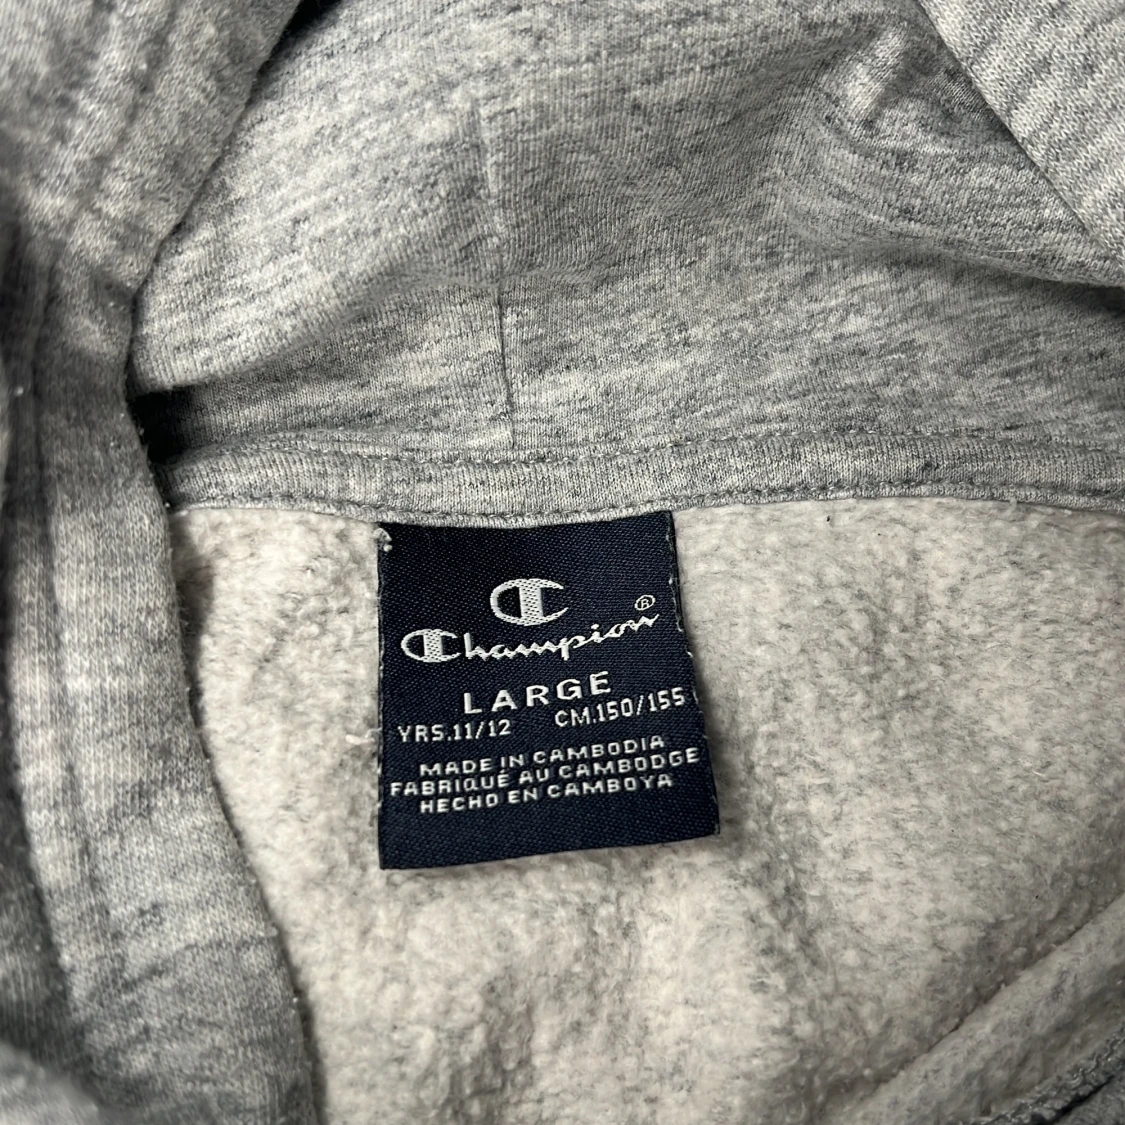 Champion®
LARGE
YRS.11/12 CM.150/155
MADE IN CAMBODIA
FABRIQUÉ AU CAMBODGE
HECHO EN CAMBOYA